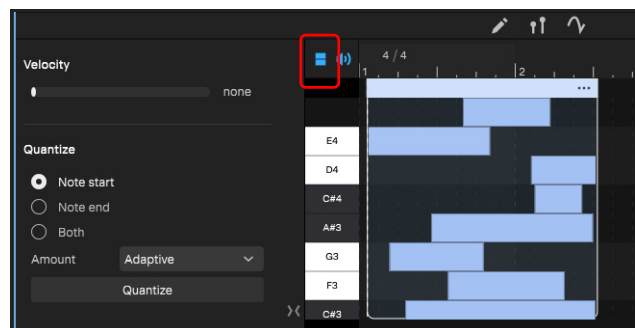 Velocity
none
Quantize
Note start
Note end
Both
Amount Adaptive
Quantize
4/4
1 2
E4
D4
C#4
A#3
G3
F3
C#3